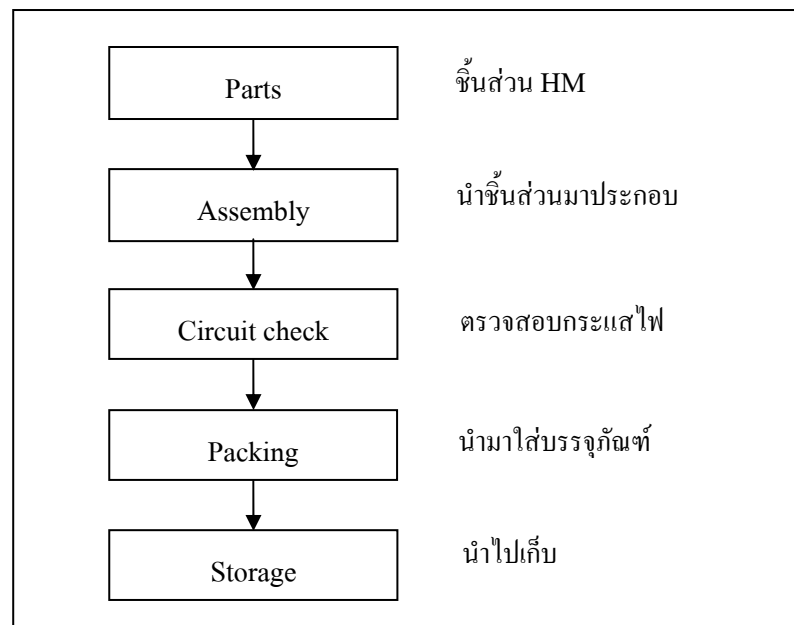 Parts
ชิ้นส่วน HM
Assembly
นำชิ้นส่วนมาประกอบ
Circuit check
ตรวจสอบกระแสไฟ
Packing
นำมาใส่บรรจุภัณฑ์
Storage
นำไปเก็บ